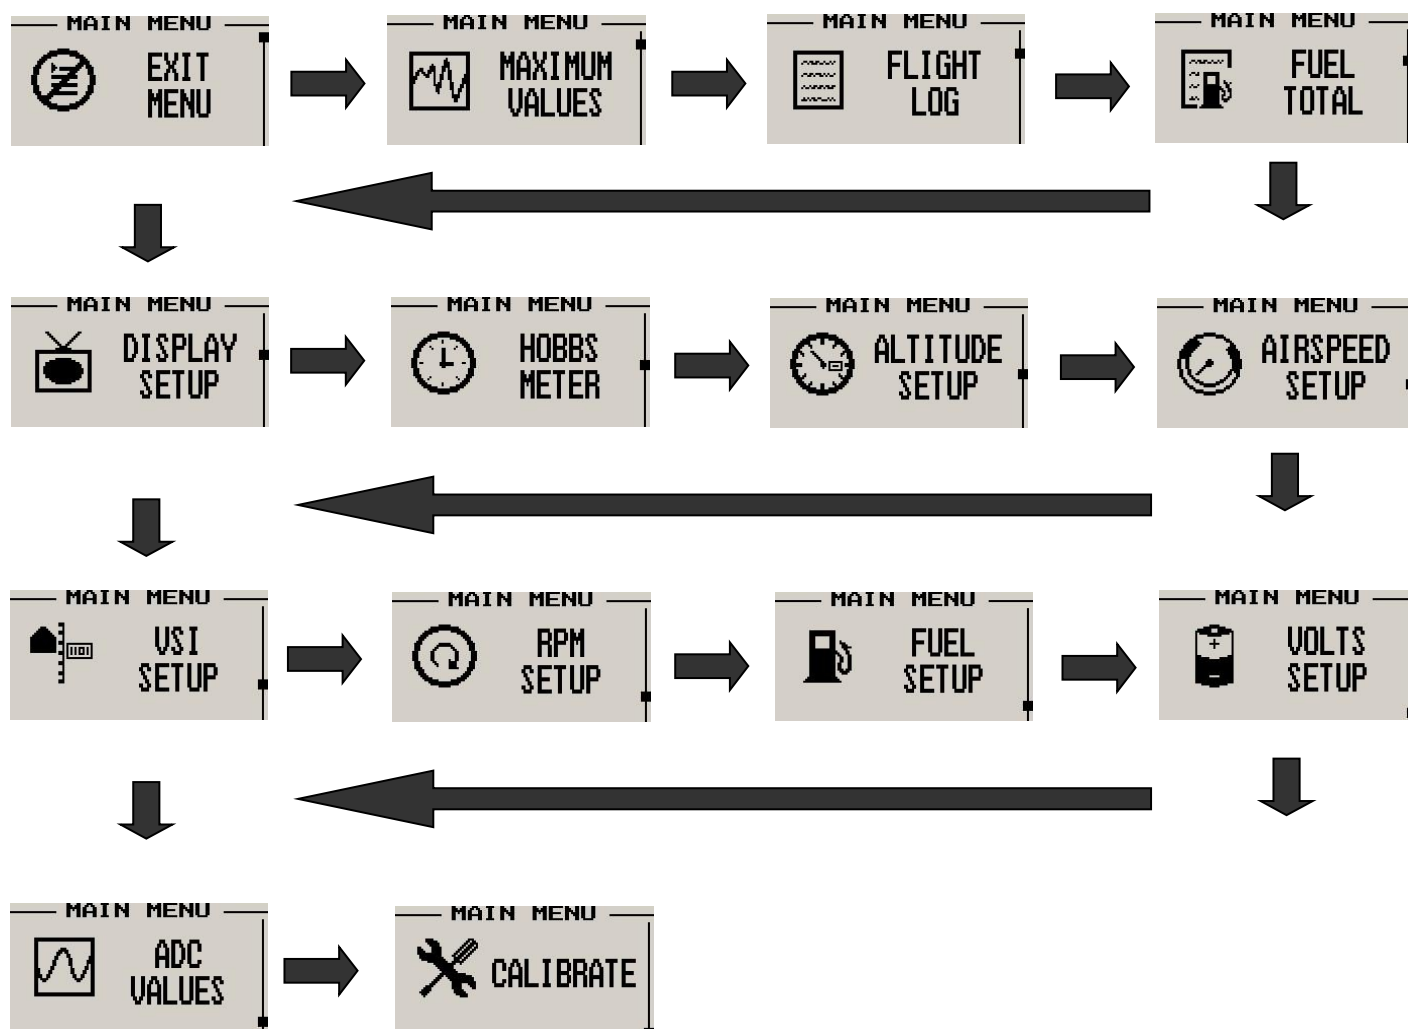 MAIN MENU
EXIT
MENU
MAIN MENU
MAXIMUM
VALUES
MAIN MENU
FLIGHT
LOG
MAIN MENU
FUEL
TOTAL
MAIN MENU
DISPLAY
SETUP
MAIN MENU
HOBBS
METER
MAIN MENU
ALTITUDE
SETUP
MAIN MENU
AIRSPEED
SETUP
MAIN MENU
VSI
SETUP
MAIN MENU
RPM
SETUP
MAIN MENU
FUEL
SETUP
MAIN MENU
VOLTS
SETUP
MAIN MENU
ADC
VALUES
MAIN MENU
CALIBRATE